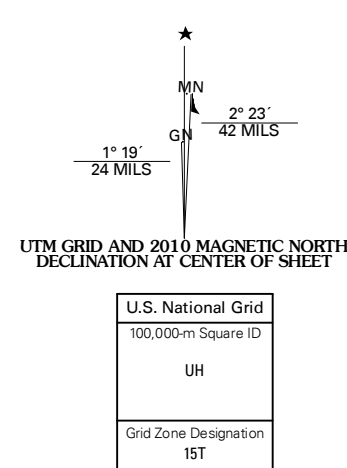 MN
2° 23´
42 MILS
GN
1° 19´
24 MILS
UTM GRID AND 2010 MAGNETIC NORTH
DECLINATION AT CENTER OF SHEET
U.S. National Grid
100,000-m Square ID
UH
Grid Zone Designation
15T